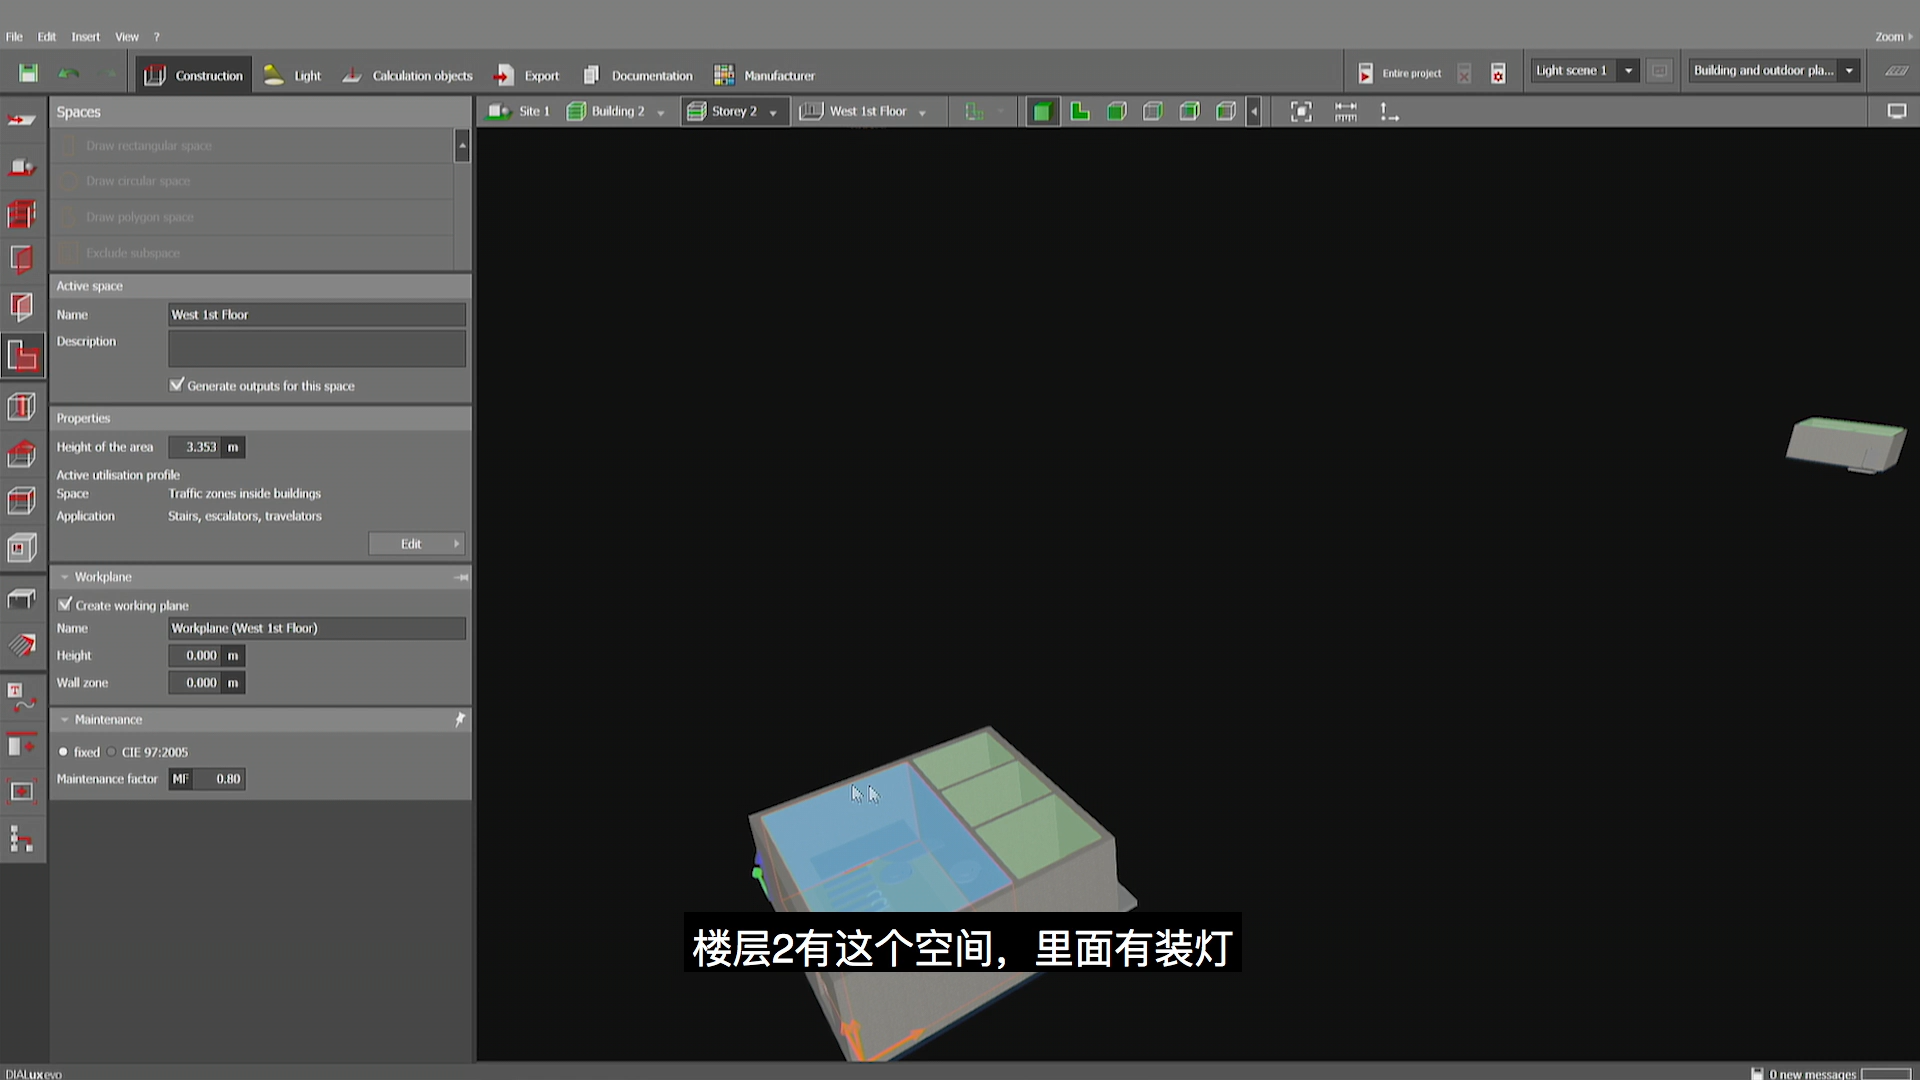 File Edit Insert View ?
Zoom
Construction Light Calculation objects Export Documentation Manufacturer
Entire project
Light scene 1
Building and outdoor pla...
Spaces
Site 1 Building 2 Storey 2 West 1st Floor
Draw rectangular space
Draw circular space
Draw polygon space
Exclude subspace
Active space
Name West 1st Floor
Description
Generate outputs for this space
Properties
Height of the area 3.353 m
Active utilisation profile
Space Traffic zones inside buildings
Application Stairs, escalators, travelators
Edit
Workplane
Create working plane
Name Workplane (West 1st Floor)
Height 0.000 m
Wall zone 0.000 m
Maintenance
fixed CIE 97:2005
Maintenance factor MF 0.80
楼层2有这个空间，里面有装灯
DIALux evo
0 new messages